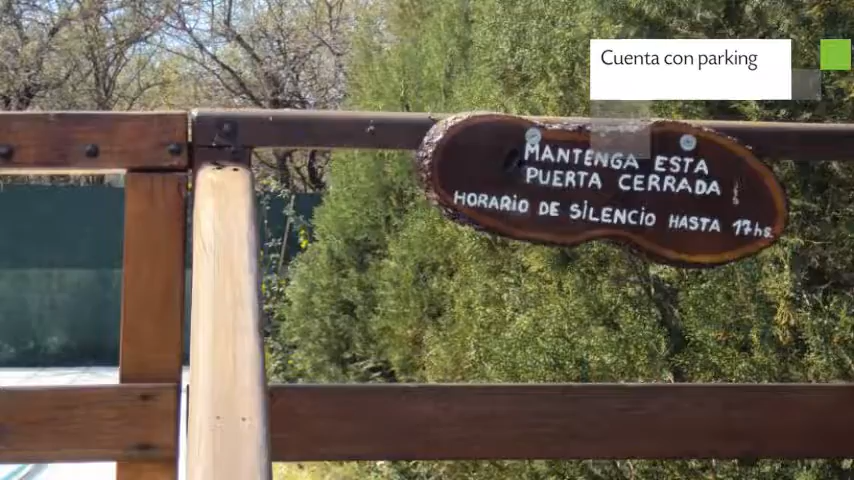 Cuenta con parking
MANTENGA ESTA
PUERTA CERRADA
HORARIO DE SILENCIO HASTA 17hs.